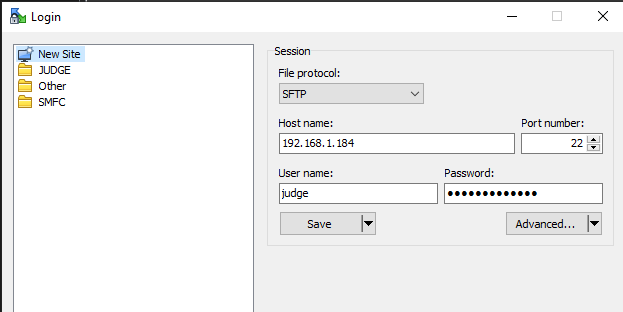 Login
New Site
JUDGE
Other
SMFC
Session
File protocol:
SFTP
Host name:
Port number:
192.168.1.184
22
User name:
Password:
judge
●●●●●●●●●●●●●
Save
Advanced...